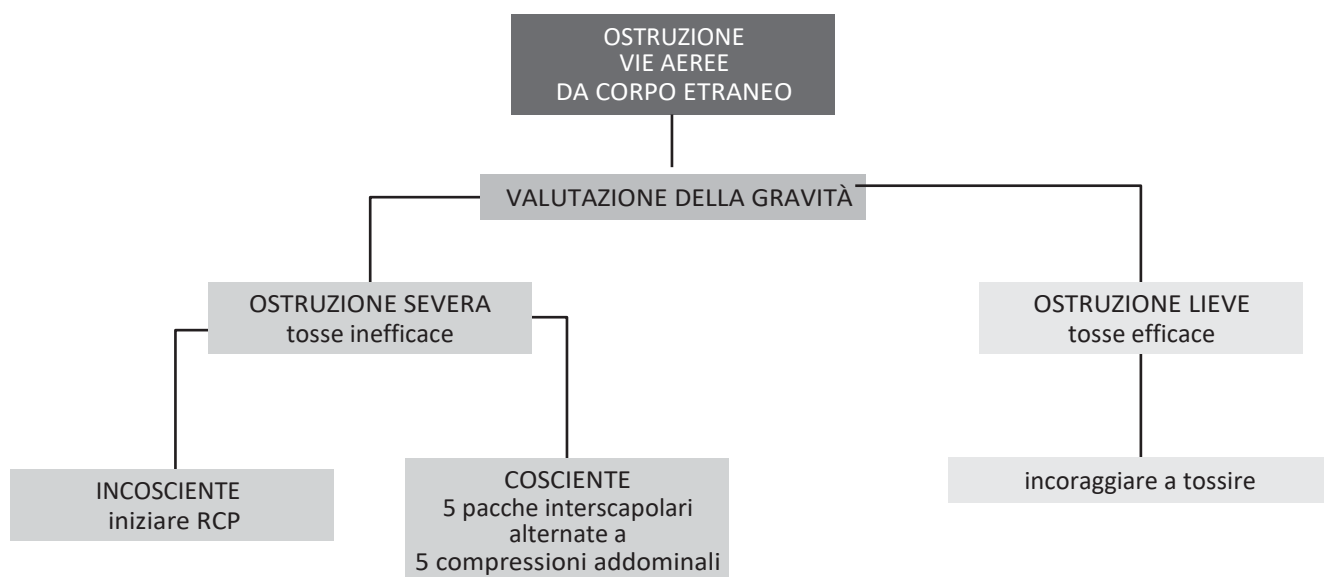 OSTRUZIONE
VIE AEREE
DA CORPO ETRANEO
VALUTAZIONE DELLA GRAVITÀ
OSTRUZIONE SEVERA
tosse inefficace
OSTRUZIONE LIEVE
tosse efficace
INCOSCIENTE
iniziare RCP
COSCIENTE
5 pacche interscapolari
alternate a
5 compressioni addominali
incoraggiare a tossire